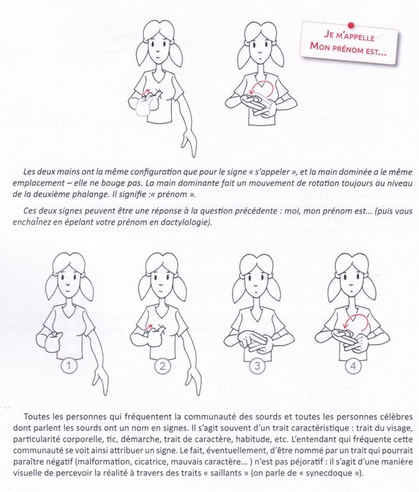 JE M'APPELLE
MON PRÉNOM EST...
Les deux mains ont la même configuration que pour le signe « s'appeler », et la main dominée a le même
emplacement – elle ne bouge pas. La main dominante fait un mouvement de rotation toujours au niveau
de la deuxième phalange. Il signifie :« prénom ».
Ces deux signes peuvent être une réponse à la question précédente : moi, mon prénom est... (puis vous
enchaînez en épelant votre prénom en dactylologie).
1 2 3 4
Toutes les personnes qui fréquentent la communauté des sourds et toutes les personnes célèbres
dont parlent les sourds ont un nom en signes. Il s'agit souvent d'un trait caractéristique : trait du visage,
particularité corporelle, tic, démarche, trait de caractère, habitude, etc. L'entendant qui fréquente cette
communauté se voit ainsi attribuer un signe. Le fait, éventuellement, d'être nommé par un trait qui pourrait
paraître négatif (malformation, cicatrice, mauvais caractère... ) n'est pas péjoratif : il s'agit d'une manière
visuelle de percevoir la réalité à travers des traits « saillants » (on parle de « synecdoque »).